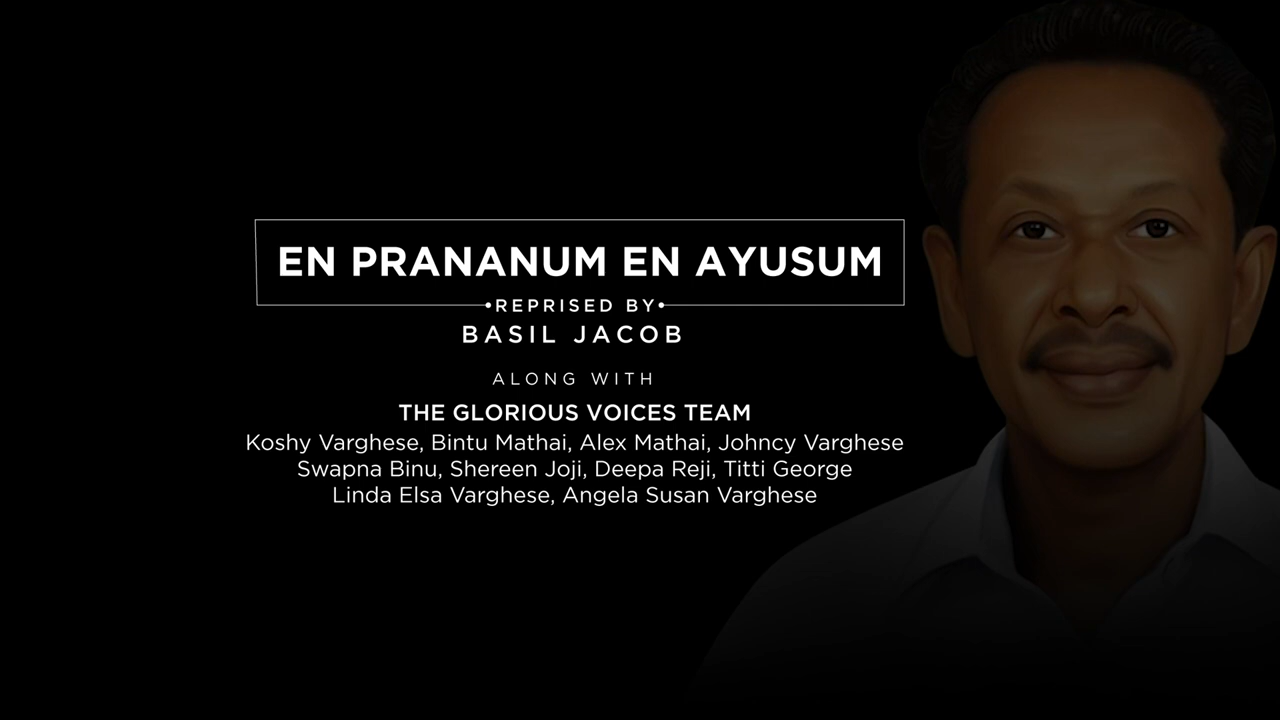 EN PRANANUM EN AYUSUM
•REPRISED BY•
BASIL JACOB
ALONG WITH
THE GLORIOUS VOICES TEAM
Koshy Varghese, Bintu Mathai, Alex Mathai, Johncy Varghese
Swapna Binu, Shereen Joji, Deepa Reji, Titti George
Linda Elsa Varghese, Angela Susan Varghese